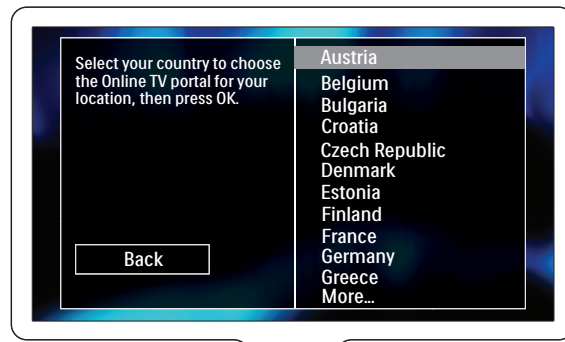 Select your country to choose
the Online TV portal for your
location, then press OK.
Back
Austria
Belgium
Bulgaria
Croatia
Czech Republic
Denmark
Estonia
Finland
France
Germany
Greece
More...